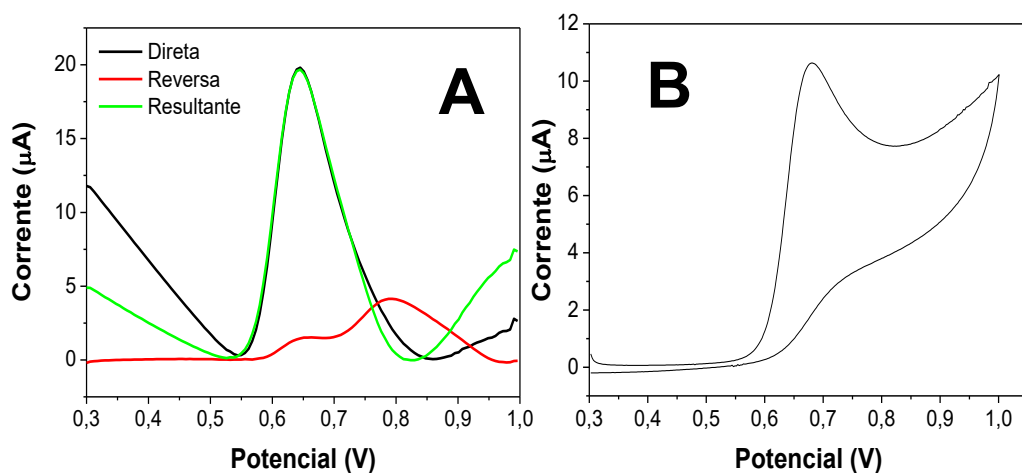 Direta
Reversa
Resultante
A
20
15
10
5
0
Corrente (µA)
0,3 0,4 0,5 0,6 0,7 0,8 0,9 1,0
Potencial (V)
B
12
10
8
6
4
2
0
Corrente (µA)
0,3 0,4 0,5 0,6 0,7 0,8 0,9 1,0
Potencial (V)